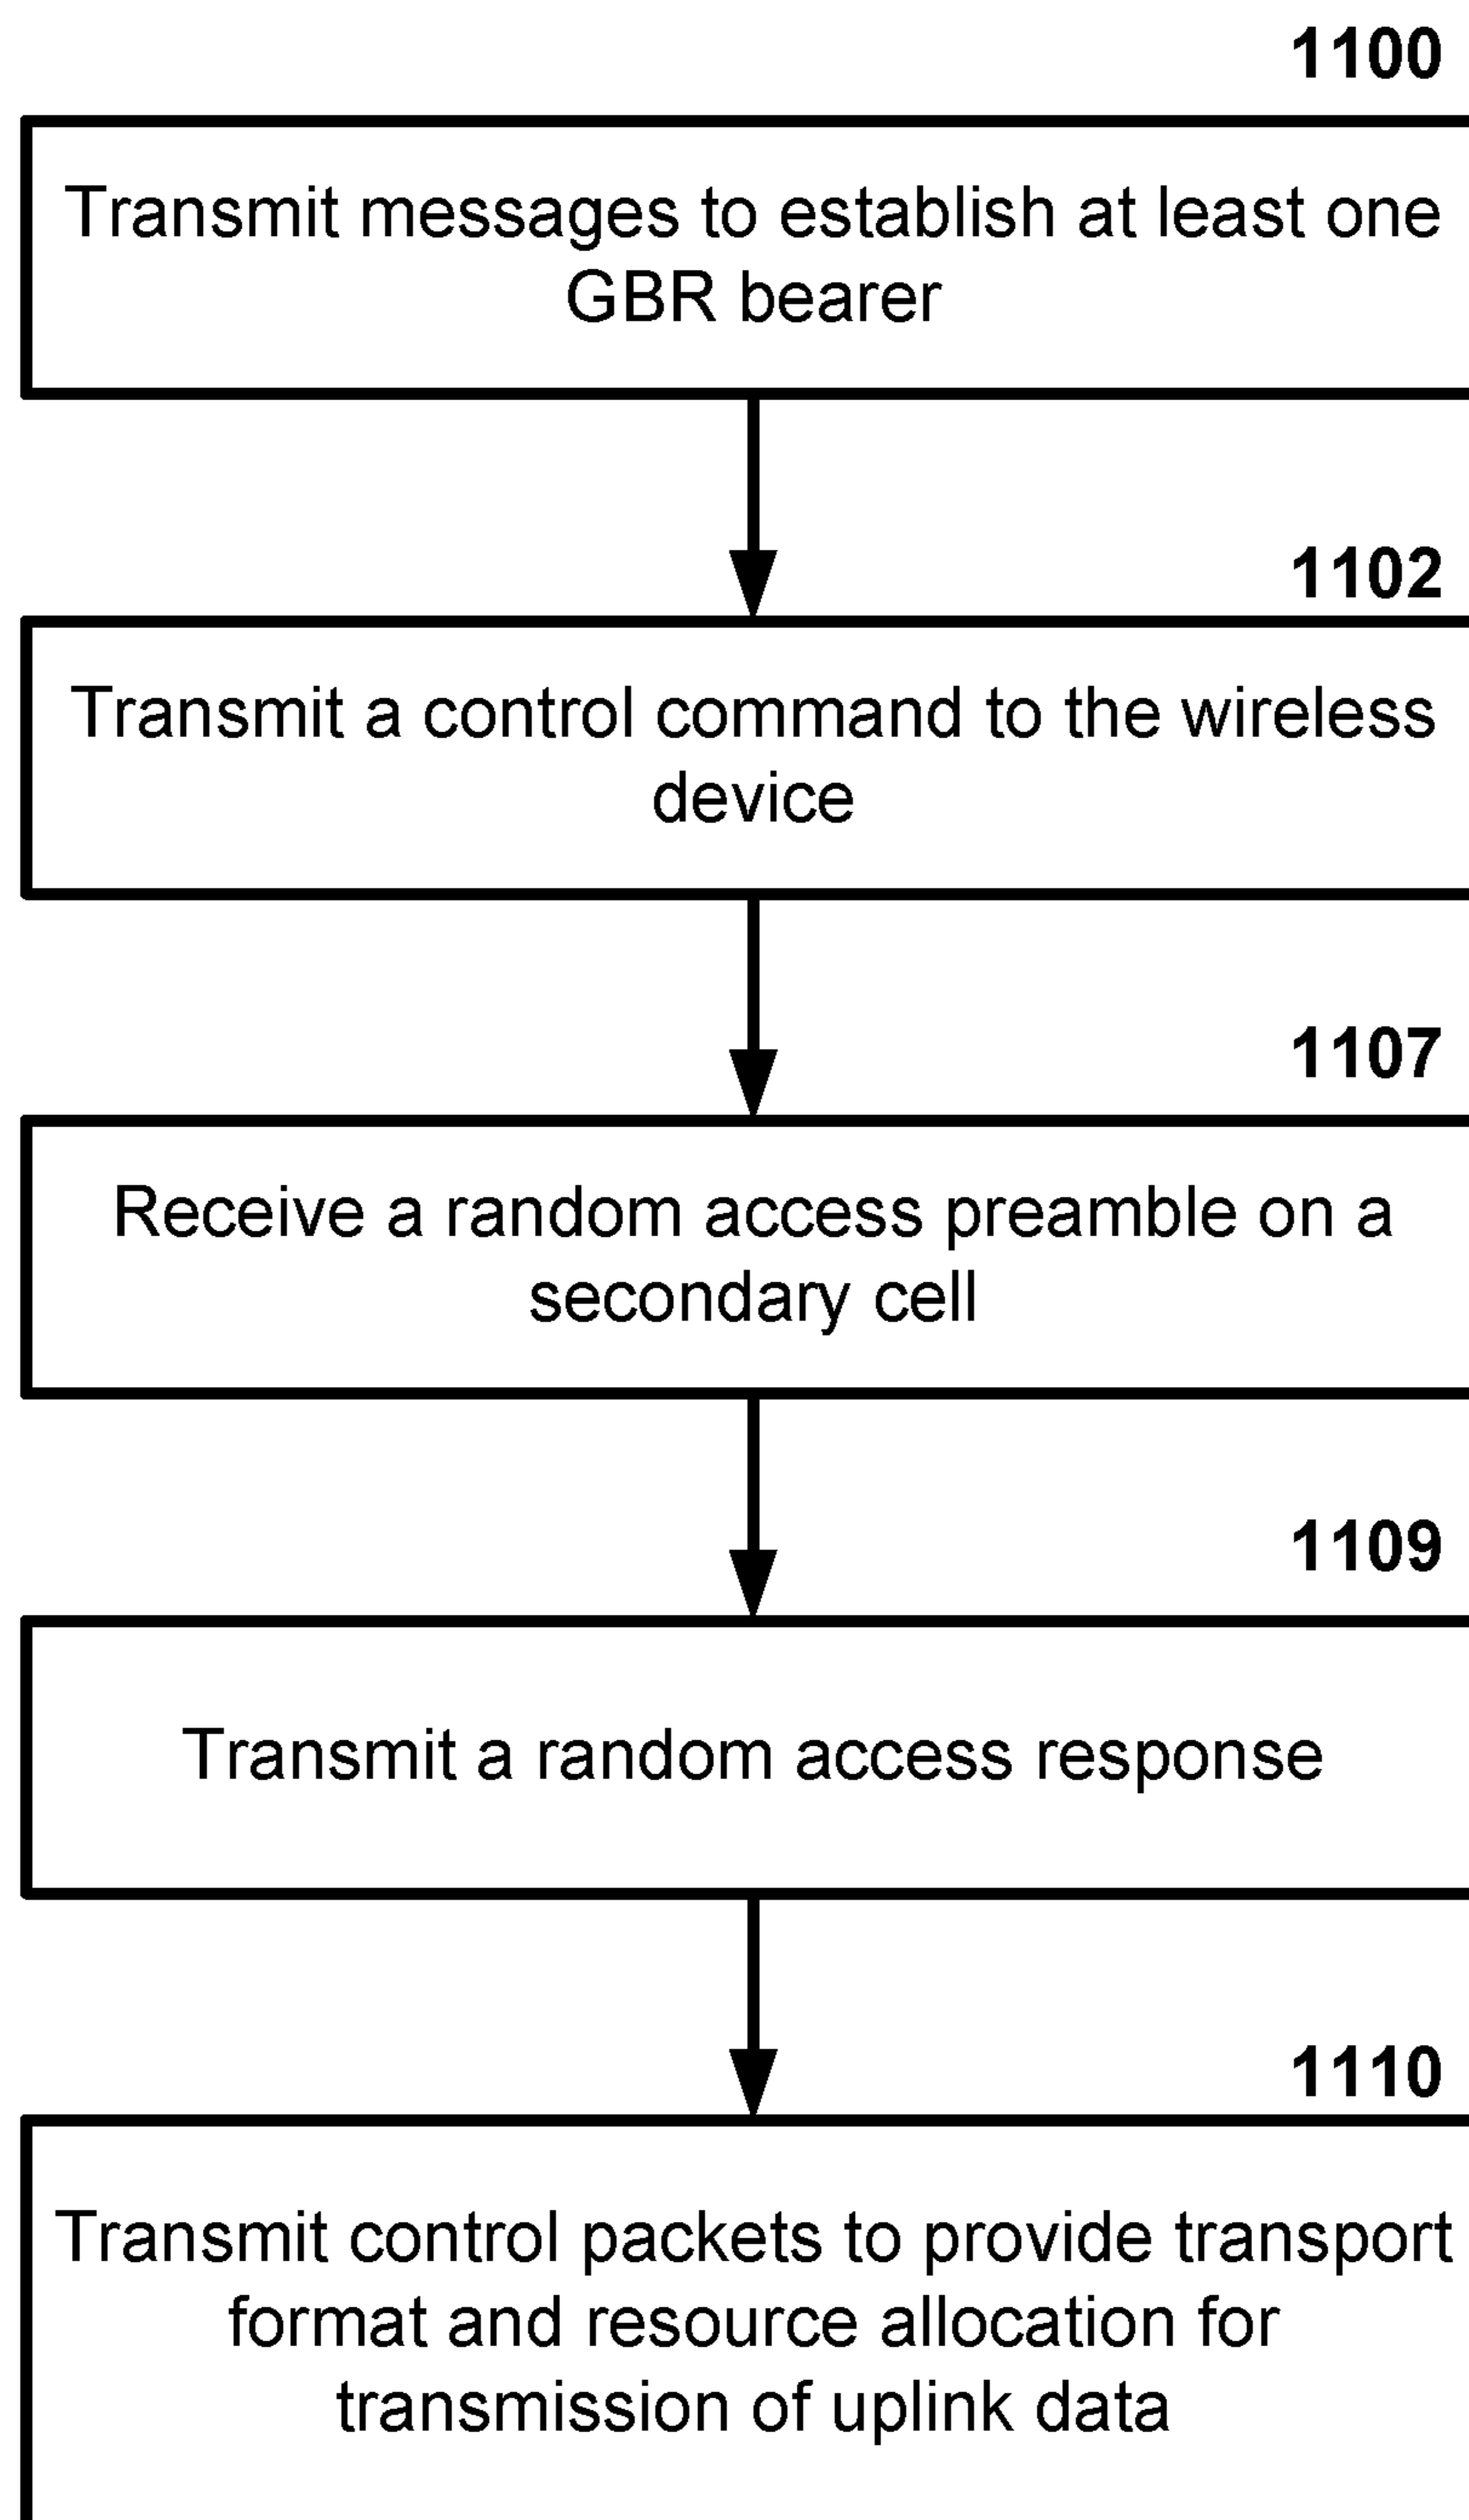 1100
Transmit messages to establish at least one
GBR bearer
1102
Transmit a control command to the wireless
device
1107
Receive a random access preamble on a
secondary cell
1109
Transmit a random access response
1110
Transmit control packets to provide transport
format and resource allocation for
transmission of uplink data